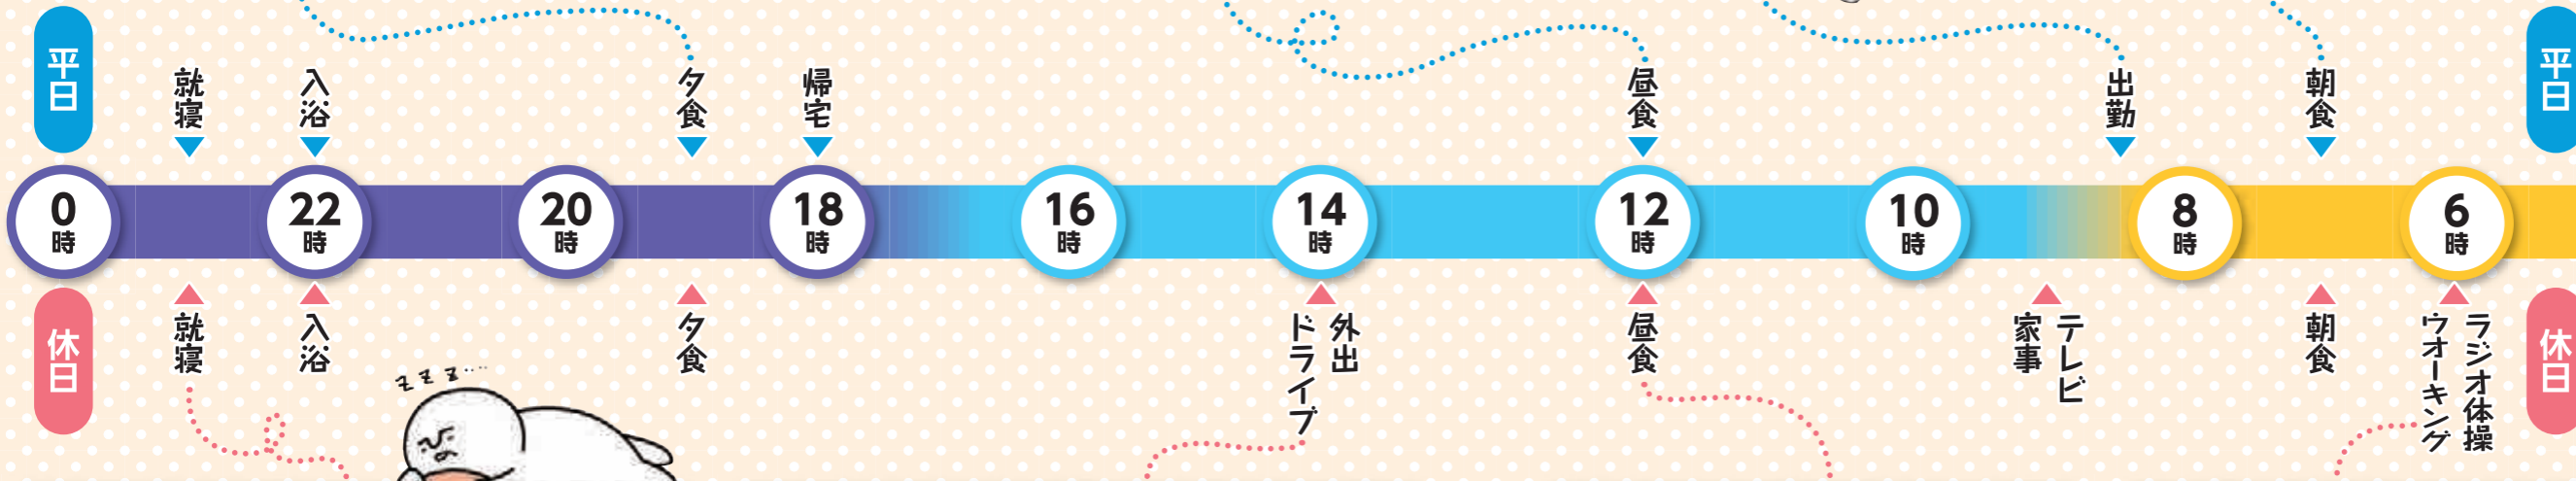 平日
朝食
出勤
昼食
帰宅
夕食
入浴
就寝
平日
6時
8時
10時
12時
14時
16時
18時
20時
22時
0時
休日
ラジオ体操
ウオーキング
朝食
テレビ
家事
昼食
外出
ドライブ
夕食
入浴
就寝
休日
zzz....